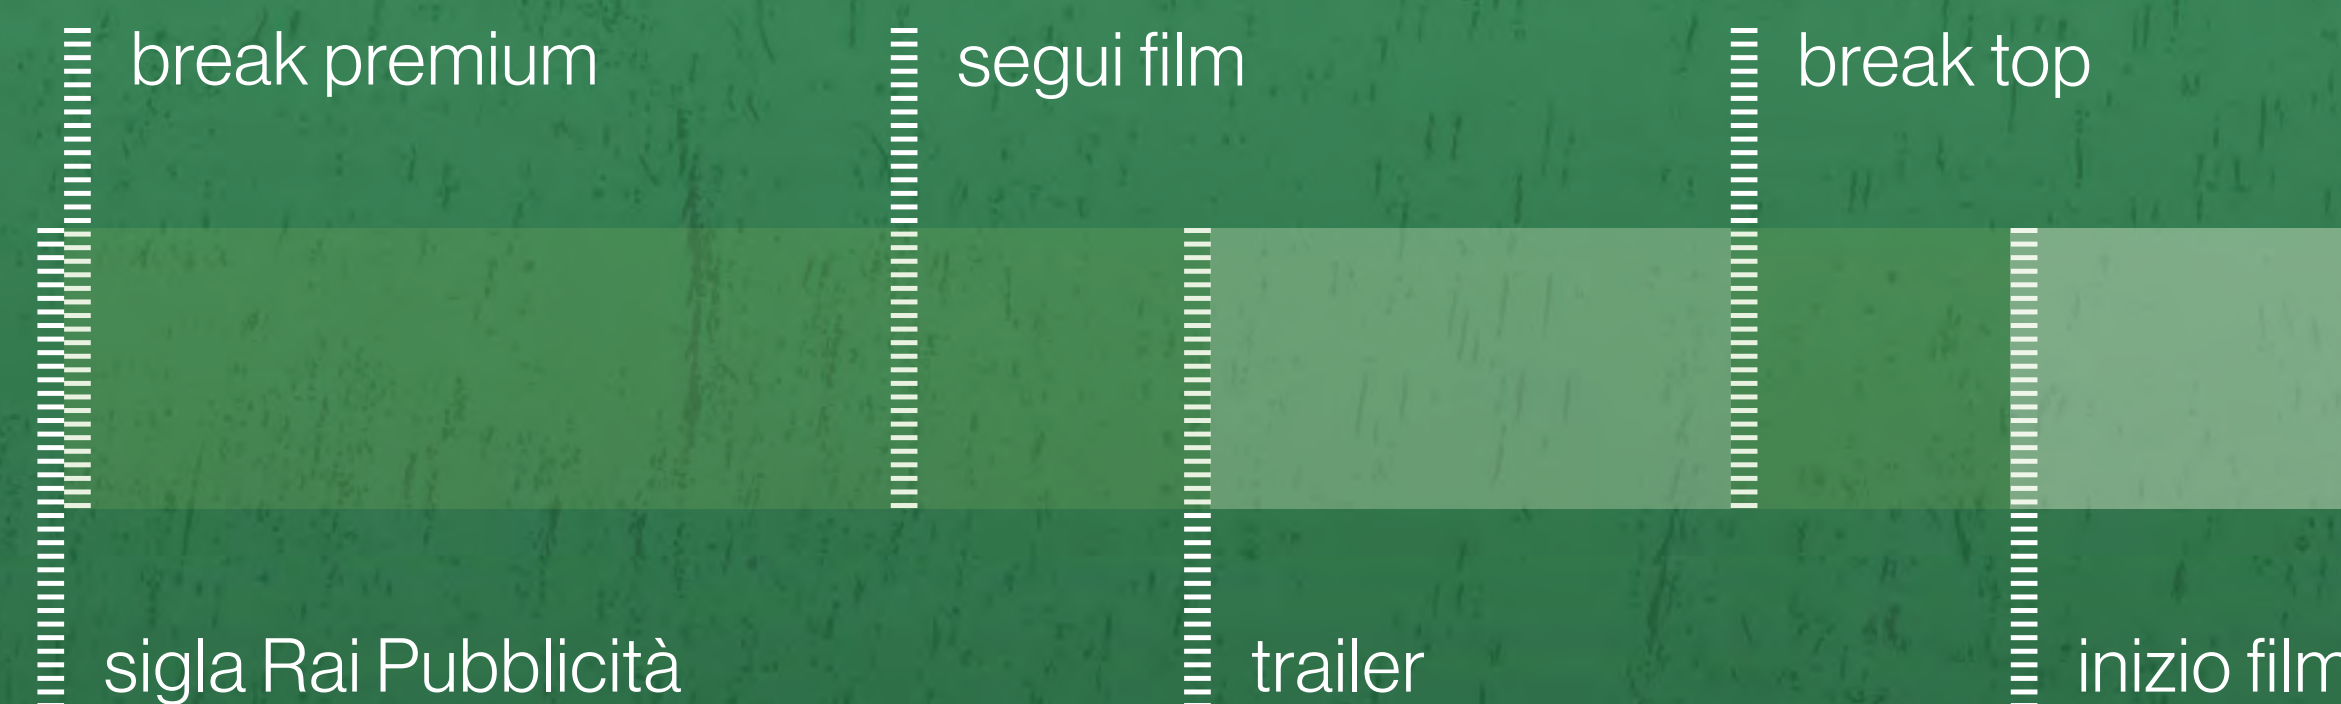 break premium
segui film
break top
sigla Rai Pubblicità
trailer
inizio film